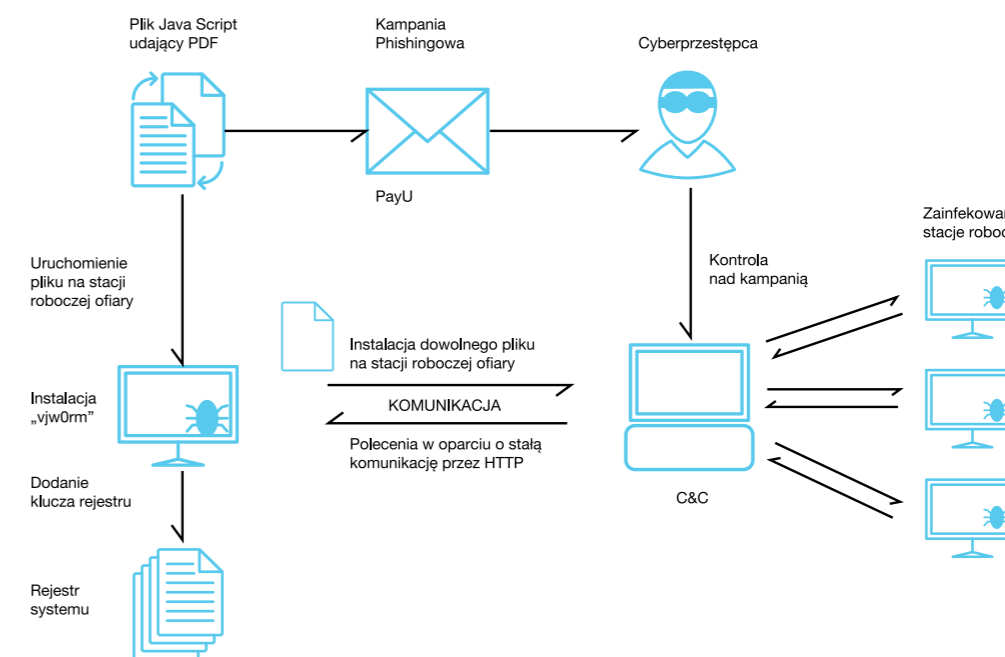 Plik Java Script
udający PDF
Kampania
Phishingowa
Cyberprzestępca
PayU
Uruchomienie
pliku na stacji
roboczej ofiary
Kontrola
nad kampanią
stacje
Instalacja dowolnego pliku
na stacji roboczej ofiary
KOMUNIKACJA
Polecenia w oparciu o stałą
komunikację przez HTTP
Instalacja
„vjw0rm”
C&C
Dodanie
klucza rejestru
Rejestr
systemu